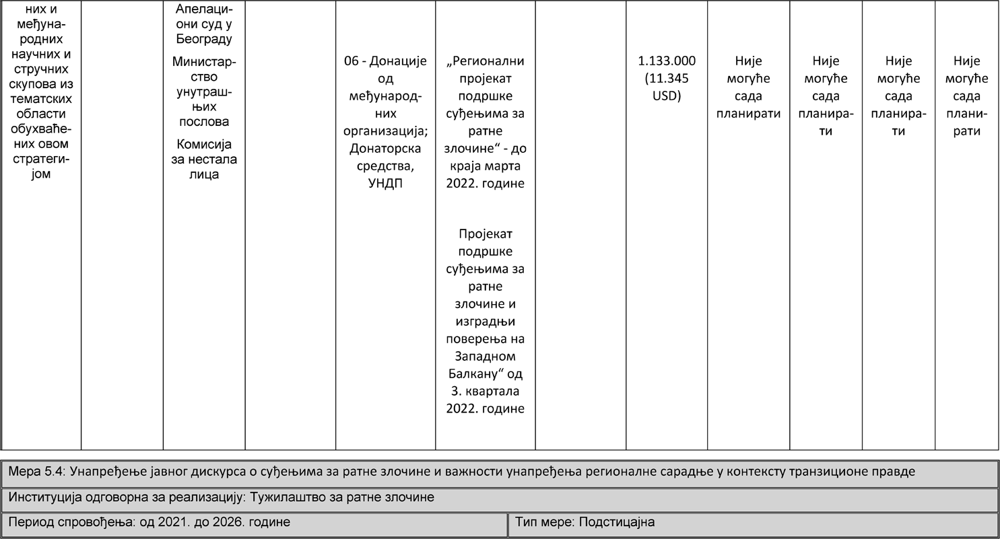 них и
међуна-
родних
научних и
стручних
скупова из
тематских
области
обухваће-
них овом
стратеги-
јом
Апелаци-
они суд у
Београду
Министар-
ство
унутраш-
њих
послова
Комисија
за нестала
лица
06 - Донације
од
међународ-
них
организација;
Донаторска
средства,
УНДП
„Регионални
пројекат
подршке
суђењима за
ратне
злочине“ - до
краја марта
2022. године
Пројекат
подршке
суђењима за
ратне
злочине и
изградњи
поверења на
Западном
Балкану“ од
3. квартала
2022. године
1.133.000
(11.345
USD)
Није
могуће
сада
планирати
Није
могуће
сада
планира-
ти
Није
могуће
сада
планира-
ти
Није
могуће
сада
плани-
рати
Мера 5.4: Унапређење јавног дискурса о суђењима за ратне злочине и важности унапређења регионалне сарадње у контексту транзиционе правде
Институција одговорна за реализацију: Тужилаштво за ратне злочине
Период спровођења: од 2021. до 2026. године
Тип мере: Подстицајна